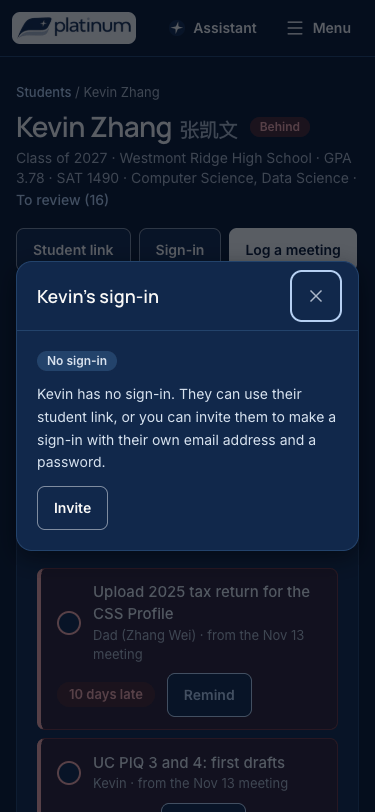 platinum
Assistant
Menu
Students / Kevin Zhang
Kevin Zhang 张凯文 Behind
Class of 2027 · Westmont Ridge High School · GPA
3.78 · SAT 1490 · Computer Science, Data Science ·
To review (16)
Student link
Sign-in
Log a meeting
Kevin's sign-in
No sign-in
Kevin has no sign-in. They can use their
student link, or you can invite them to make a
sign-in with their own email address and a
password.
Invite
Upload 2025 tax return for the
CSS Profile
Dad (Zhang Wei) · from the Nov 13
meeting
10 days late
Remind
UC PIQ 3 and 4: first drafts
Kevin · from the Nov 13 meeting